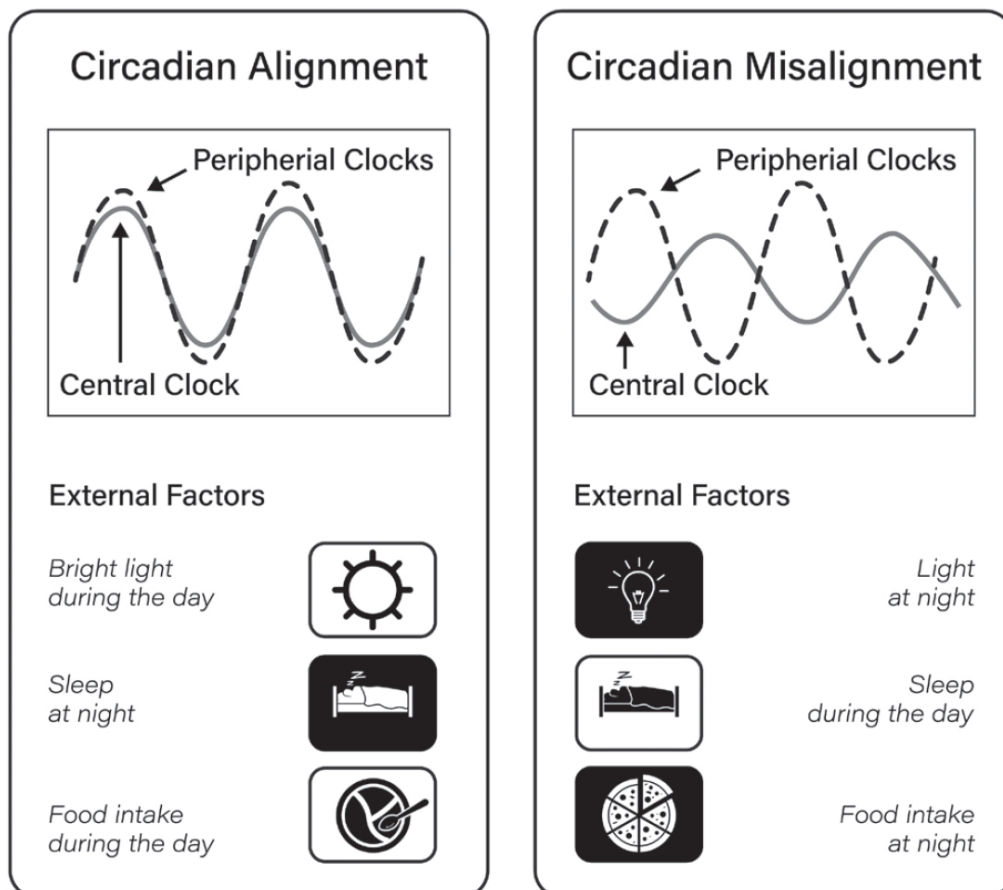 Circadian Alignment
Peripherial Clocks
Central Clock
External Factors
Bright light
during the day
Sleep
at night
Food intake
during the day
Circadian Misalignment
Peripherial Clocks
Central Clock
External Factors
Light
at night
Sleep
during the day
Food intake
at night